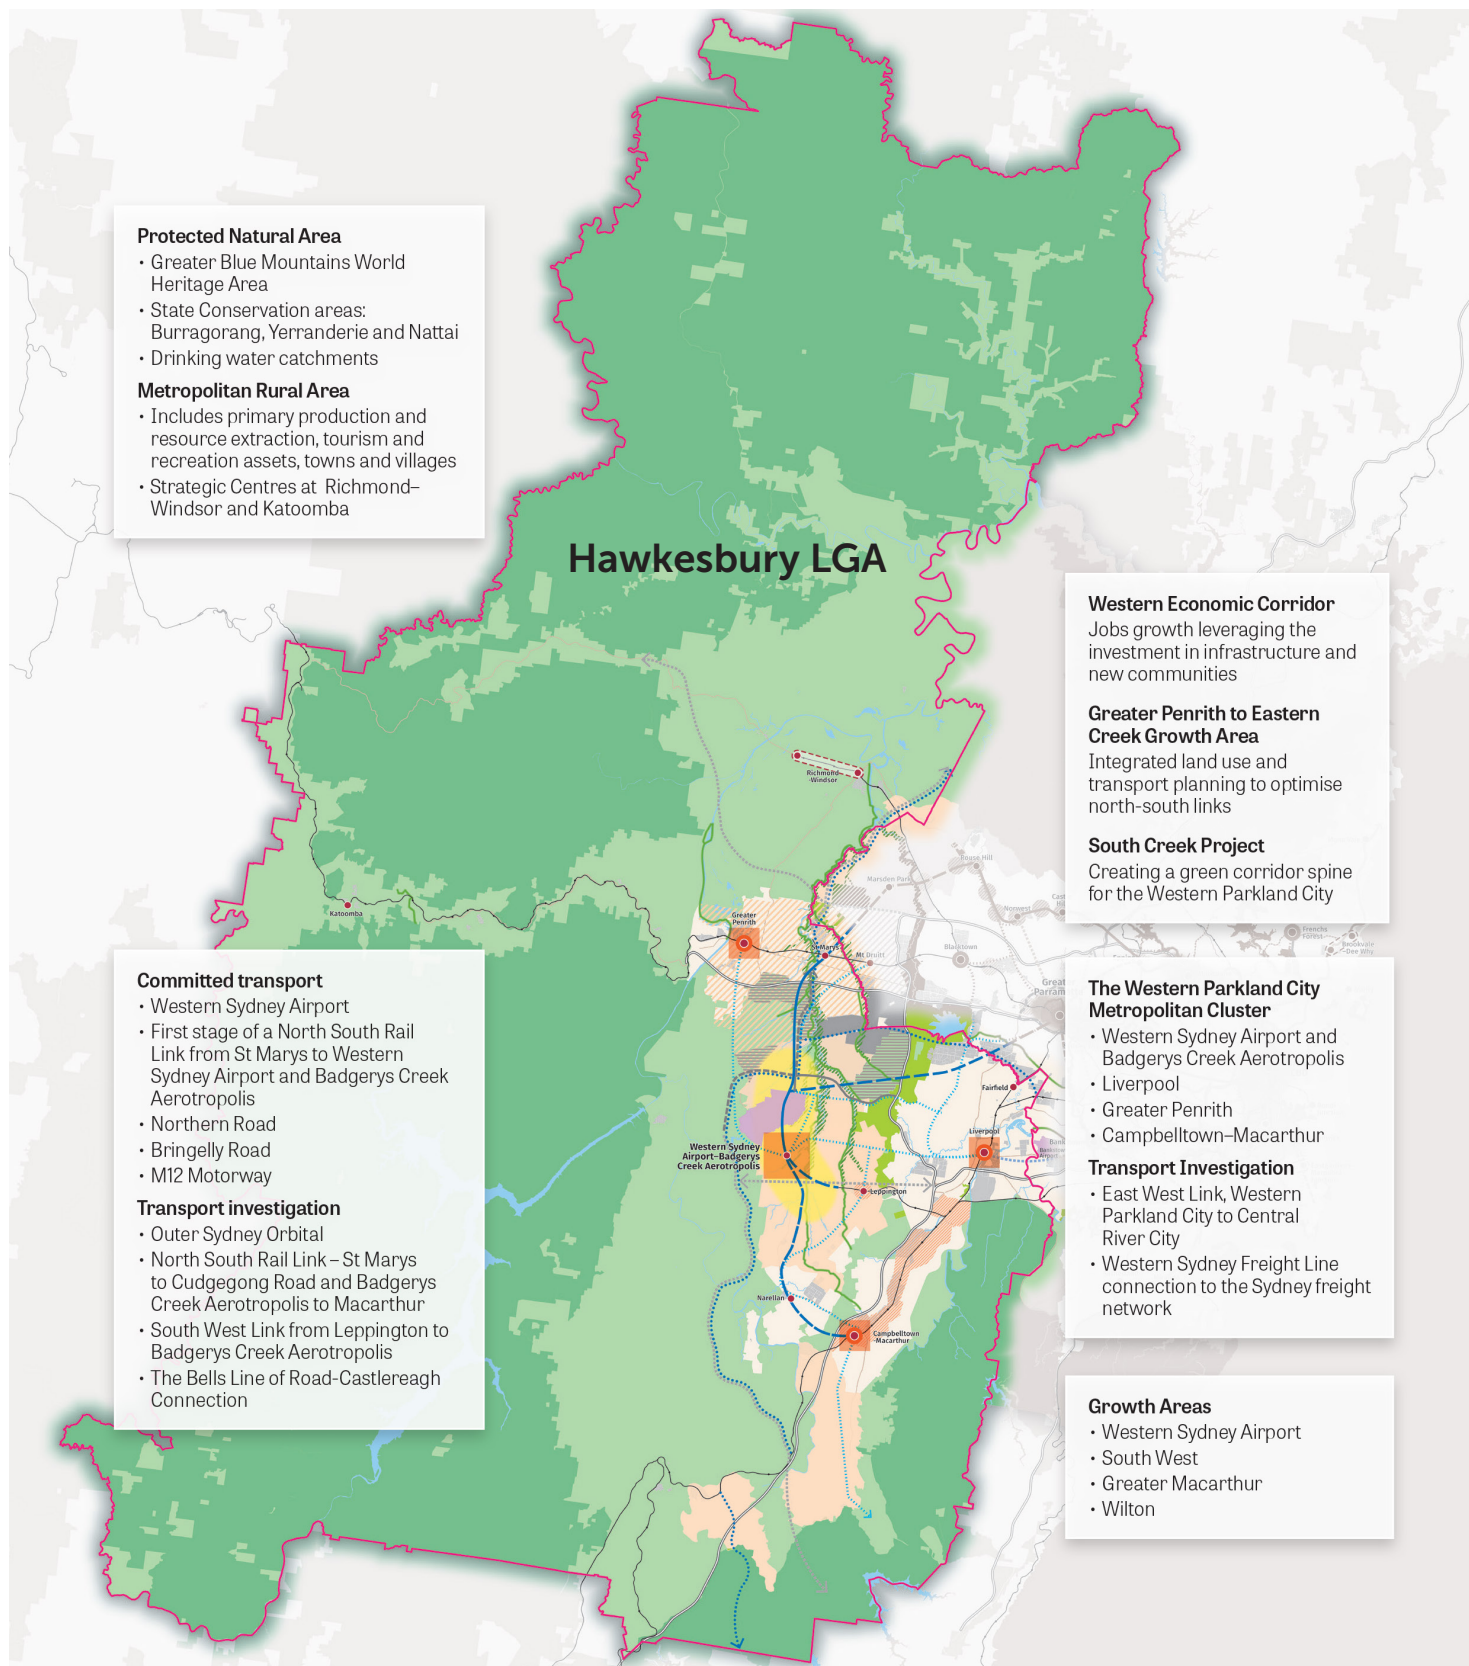 Protected Natural Area
• Greater Blue Mountains World
Heritage Area
• State Conservation areas:
Burragorang, Yerranderie and Nattai
• Drinking water catchments
Metropolitan Rural Area
• Includes primary production and
resource extraction, tourism and
recreation assets, towns and villages
• Strategic Centres at Richmond–
Windsor and Katoomba
Hawkesbury LGA
Western Economic Corridor
Jobs growth leveraging the
investment in infrastructure and
new communities
Greater Penrith to Eastern
Creek Growth Area
Integrated land use and
transport planning to optimise
north-south links
South Creek Project
Creating a green corridor spine
for the Western Parkland City
Richmond–
Windsor
Rouse Hill
Marsden Park
Norwest
Katoomba
Greater
Penrith
St Marys
Mt Druitt
Blacktown
Frenchs
Forest
Brookvale
–Dee Why
Committed transport
• Western Sydney Airport
• First stage of a North South Rail
Link from St Marys to Western
Sydney Airport and Badgerys Creek
Aerotropolis
• Northern Road
• Bringelly Road
• M12 Motorway
Transport investigation
• Outer Sydney Orbital
• North South Rail Link – St Marys
to Cudgegong Road and Badgerys
Creek Aerotropolis to Macarthur
• South West Link from Leppington to
Badgerys Creek Aerotropolis
• The Bells Line of Road-Castlereagh
Connection
The Western Parkland City
Metropolitan Cluster
• Western Sydney Airport and
Badgerys Creek Aerotropolis
• Liverpool
• Greater Penrith
• Campbelltown–Macarthur
Transport Investigation
• East West Link, Western
Parkland City to Central
River City
• Western Sydney Freight Line
connection to the Sydney freight
network
Fairfield
Liverpool
Western Sydney
Airport–Badgerys
Creek Aerotropolis
Leppington
Narellan
Campbelltown
–Macarthur
Growth Areas
• Western Sydney Airport
• South West
• Greater Macarthur
• Wilton